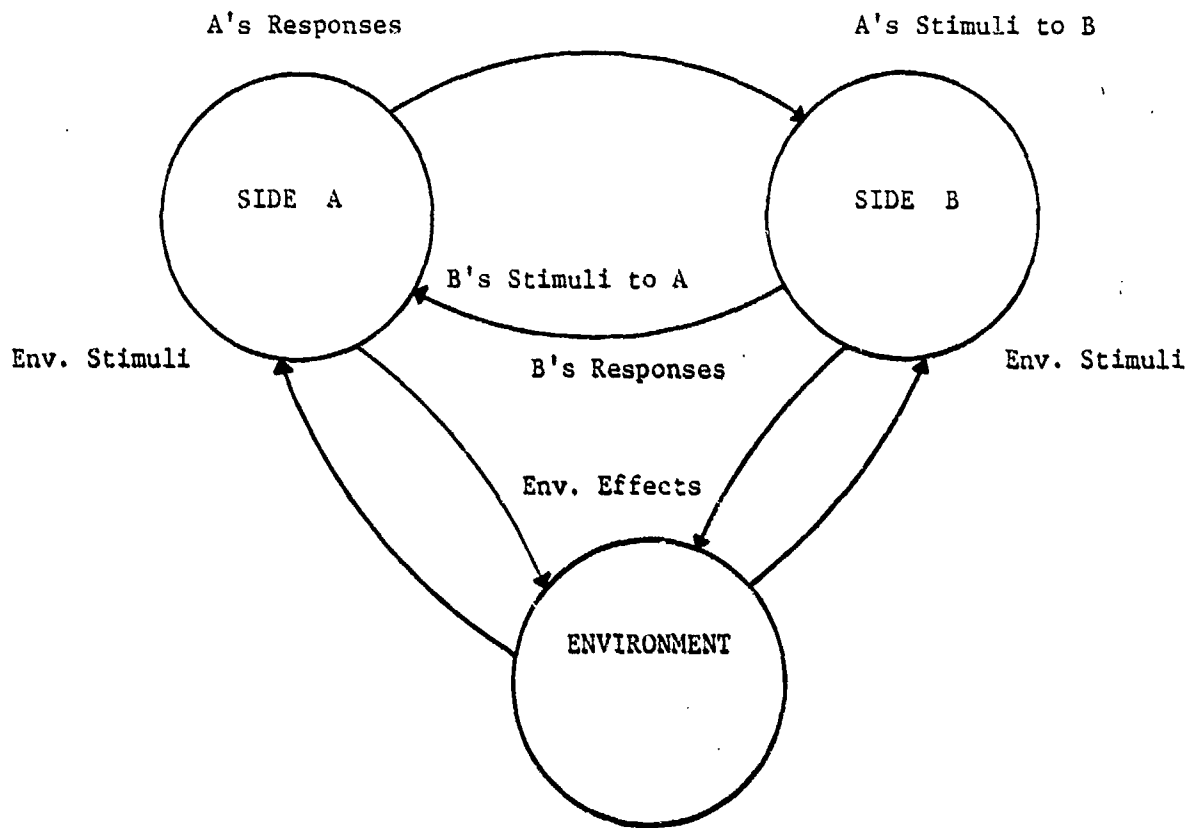 A's Responses
A's Stimuli to B
SIDE A
SIDE B
B's Stimuli to A
Env. Stimuli
B's Responses
Env. Stimuli
Env. Effects
ENVIRONMENT